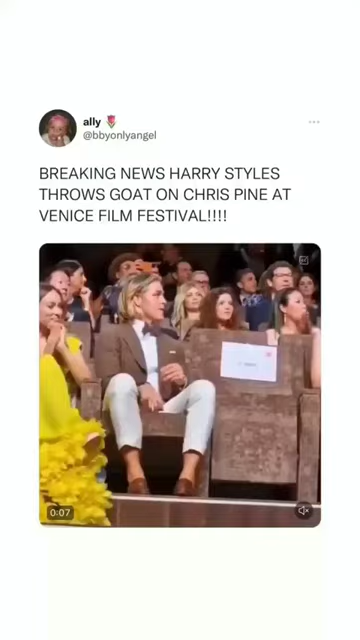 ally 🌷
@bbyonlyangel
BREAKING NEWS HARRY STYLES
THROWS GOAT ON CHRIS PINE AT
VENICE FILM FESTIVAL!!!!
0:07